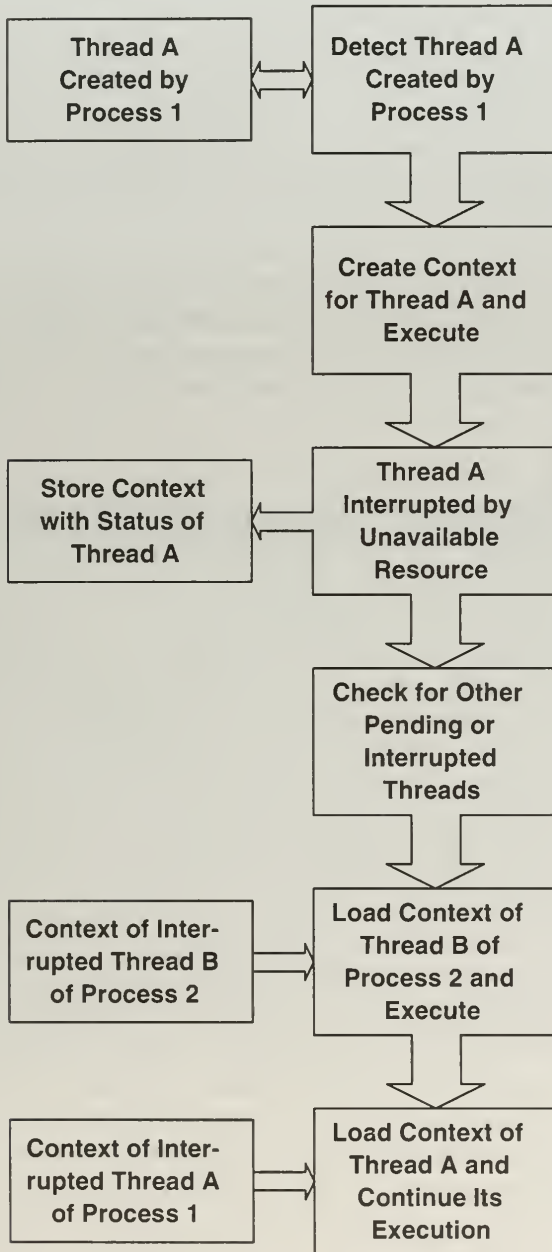 Thread A
Created by
Process 1
Detect Thread A
Created by
Process 1
Create Context
for Thread A and
Execute
Store Context
with Status of
Thread A
Thread A
Interrupted by
Unavailable
Resource
Check for Other
Pending or
Interrupted
Threads
Context of Inter-
rupted Thread B
of Process 2
Load Context of
Thread B of
Process 2 and
Execute
Context of Inter-
rupted Thread A
of Process 1
Load Context of
Thread A and
Continue Its
Execution